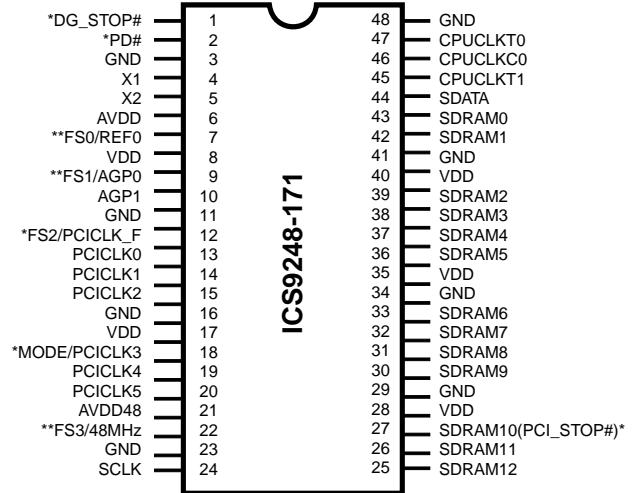 *DG_STOP# 1 48 GND
*PD# 2 47 CPUCLKT0
GND 3 46 CPUCLKC0
X1 4 45 CPUCLKT1
X2 5 44 SDATA
AVDD 6 43 SDRAM0
**FS0/REF0 7 42 SDRAM1
VDD 8 41 GND
**FS1/AGP0 9 40 VDD
AGP1 10 39 SDRAM2
GND 11 38 SDRAM3
*FS2/PCICLK_F 12 37 SDRAM4
PCICLK0 13 36 SDRAM5
PCICLK1 14 35 VDD
PCICLK2 15 34 GND
GND 16 33 SDRAM6
VDD 17 32 SDRAM7
*MODE/PCICLK3 18 31 SDRAM8
PCICLK4 19 30 SDRAM9
PCICLK5 20 29 GND
AVDD48 21 28 VDD
**FS3/48MHz 22 27 SDRAM10(PCI_STOP#)*
GND 23 26 SDRAM11
SCLK 24 25 SDRAM12
ICS9248-171